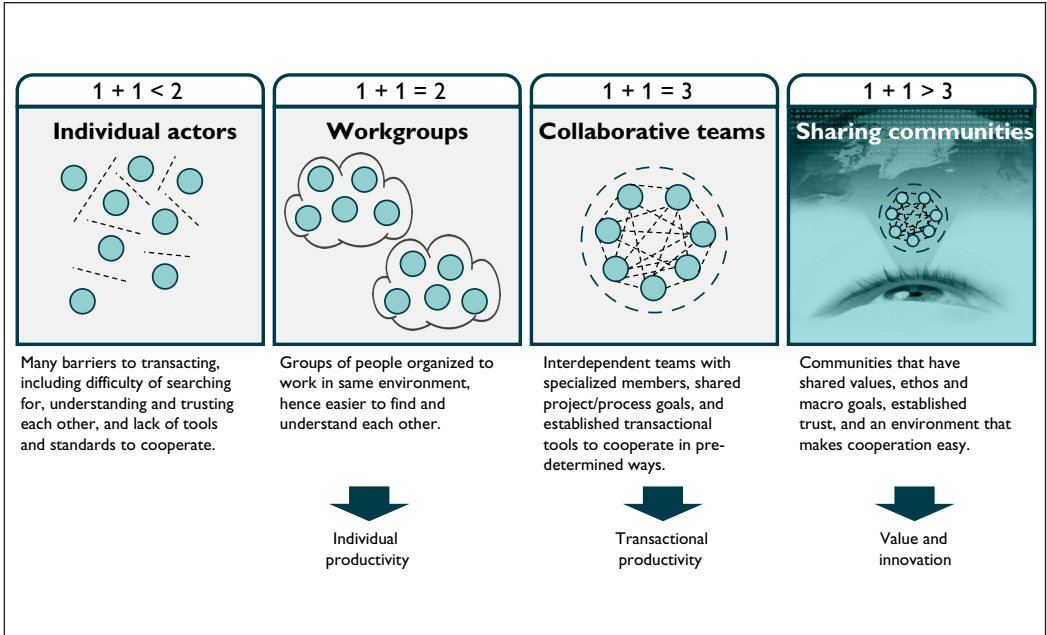 1 + 1 < 2
Individual actors
Many barriers to transacting,
including difficulty of searching
for, understanding and trusting
each other, and lack of tools
and standards to cooperate.
1 + 1 = 2
Workgroups
Groups of people organized to
work in same environment,
hence easier to find and
understand each other.
Individual
productivity
1 + 1 = 3
Collaborative teams
Interdependent teams with
specialized members, shared
project/process goals, and
established transactional
tools to cooperate in pre-
determined ways.
Transactional
productivity
1 + 1 > 3
Sharing communities
Communities that have
shared values, ethos and
macro goals, established
trust, and an environment that
makes cooperation easy.
Value and
innovation